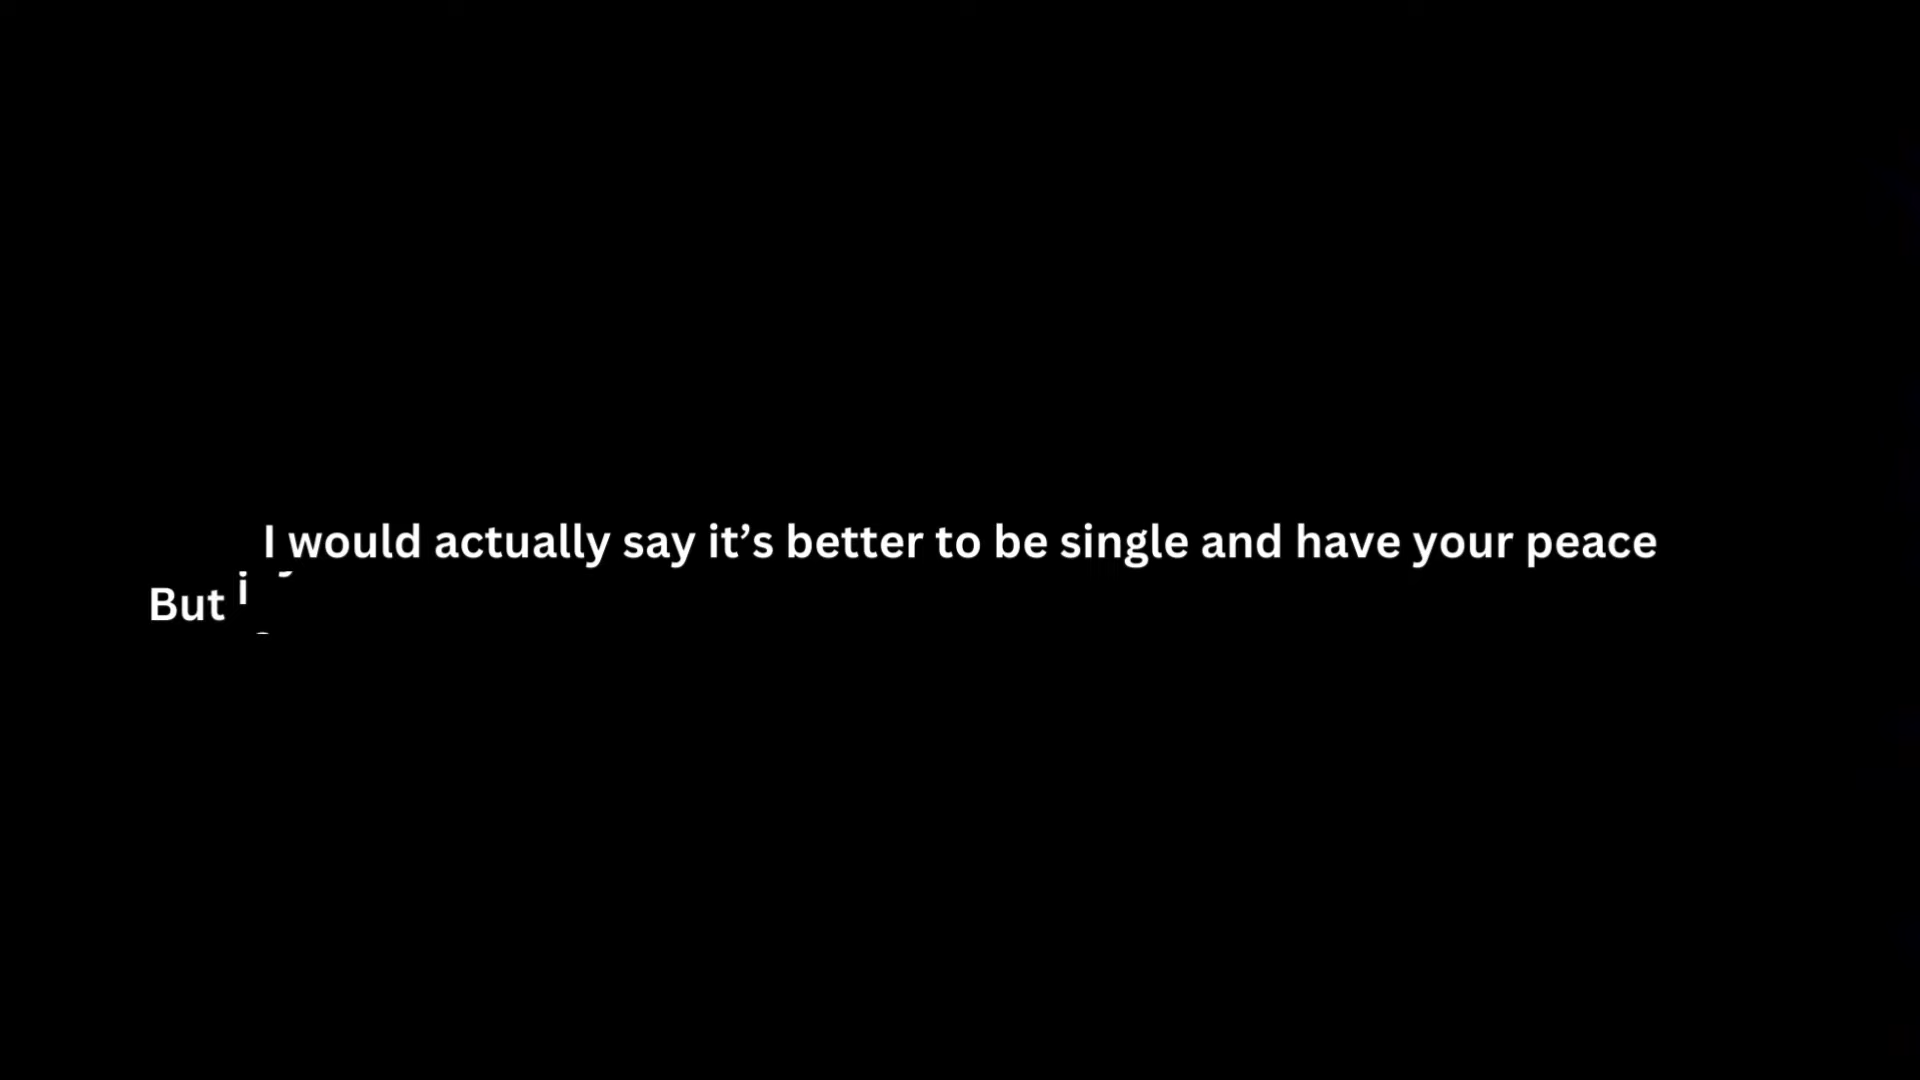 I would actually say it’s better to be single and have your peace
But i